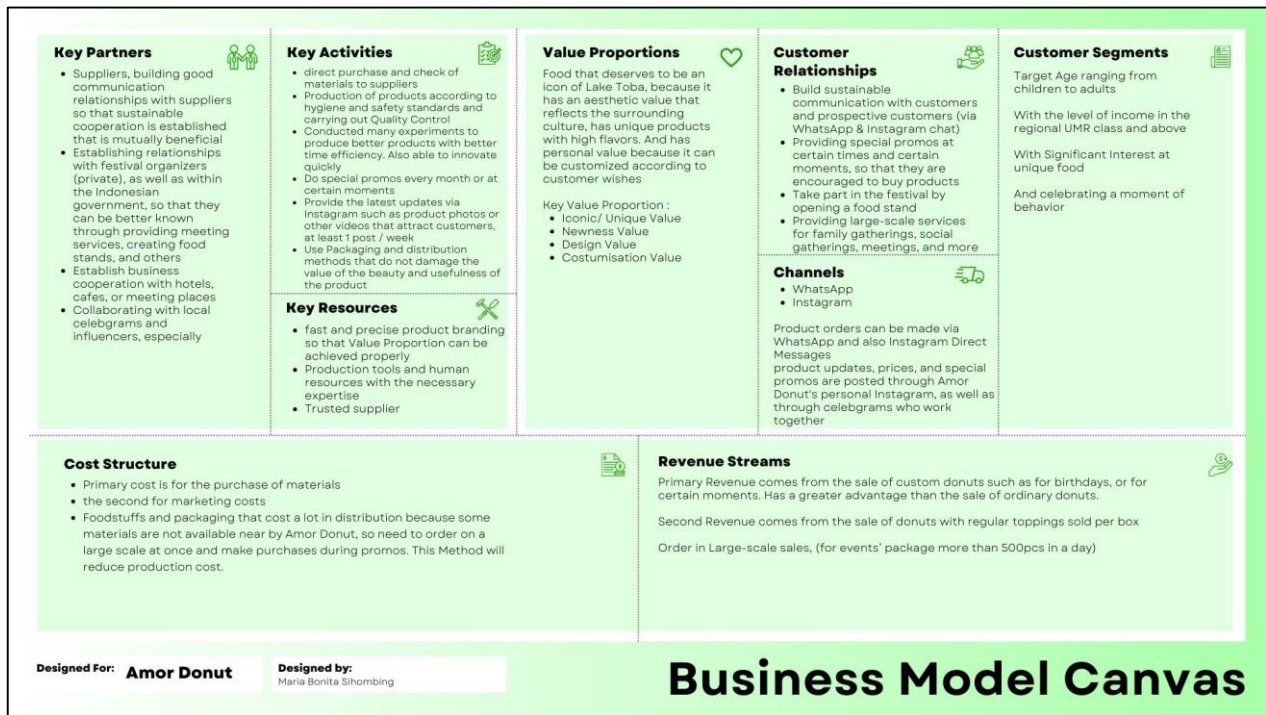 Key Partners
• Suppliers, building good
communication
relationships with suppliers
so that sustainable
cooperation is established
that is mutually beneficial
• Establishing relationships
with festival organizers
(private), as well as within
the Indonesian
government, so that they
can be better known
through providing meeting
services, creating food
stands, and others
• Establish business
cooperation with hotels,
cafes, or meeting places
• Collaborating with local
celebgrams and
influencers, especially
Key Activities
• direct purchase and check of
materials to suppliers
• Production of products according to
hygiene and safety standards and
carrying out Quality Control
• Conducted many experiments to
produce better products with better
time efficiency. Also able to innovate
quickly
• Do special promos every month or at
certain moments
• Provide the latest updates via
Instagram such as product photos or
other videos that attract customers,
at least 1 post / week
• Use Packaging and distribution
methods that do not damage the
value of the beauty and usefulness of
the product
Key Resources
• fast and precise product branding
so that Value Proportion can be
achieved properly
• Production tools and human
resources with the necessary
expertise
• Trusted supplier
Value Proportions
Food that deserves to be an
icon of Lake Toba, because it
has an aesthetic value that
reflects the surrounding
culture, has unique products
with high flavors. And has
personal value because it can
be customized according to
customer wishes
Key Value Proportion :
• Iconic/ Unique Value
• Newness Value
• Design Value
• Costumisation Value
Customer
Relationships
• Build sustainable
communication with customers
and prospective customers (via
WhatsApp & Instagram chat)
• Providing special promos at
certain times and certain
moments, so that they are
encouraged to buy products
• Take part in the festival by
opening a food stand
• Providing large-scale services
for family gatherings, social
gatherings, meetings, and more
Channels
• WhatsApp
• Instagram
Product orders can be made via
WhatsApp and also Instagram Direct
Messages
product updates, prices, and special
promos are posted through Amor
Donut's personal Instagram, as well as
through celebgrams who work
together
Customer Segments
Target Age ranging from
children to adults
With the level of income in the
regional UMR class and above
With Significant Interest at
unique food
And celebrating a moment of
behavior
Cost Structure
• Primary cost is for the purchase of materials
• the second for marketing costs
• Foodstuffs and packaging that cost a lot in distribution because some
materials are not available near by Amor Donut, so need to order on a
large scale at once and make purchases during promos. This Method will
reduce production cost.
Revenue Streams
Primary Revenue comes from the sale of custom donuts such as for birthdays, or for
certain moments. Has a greater advantage than the sale of ordinary donuts.
Second Revenue comes from the sale of donuts with regular toppings sold per box
Order in Large-scale sales, (for events' package more than 500pcs in a day)
Designed For: Amor Donut
Designed by:
Maria Bonita Sihombing
Business Model Canvas